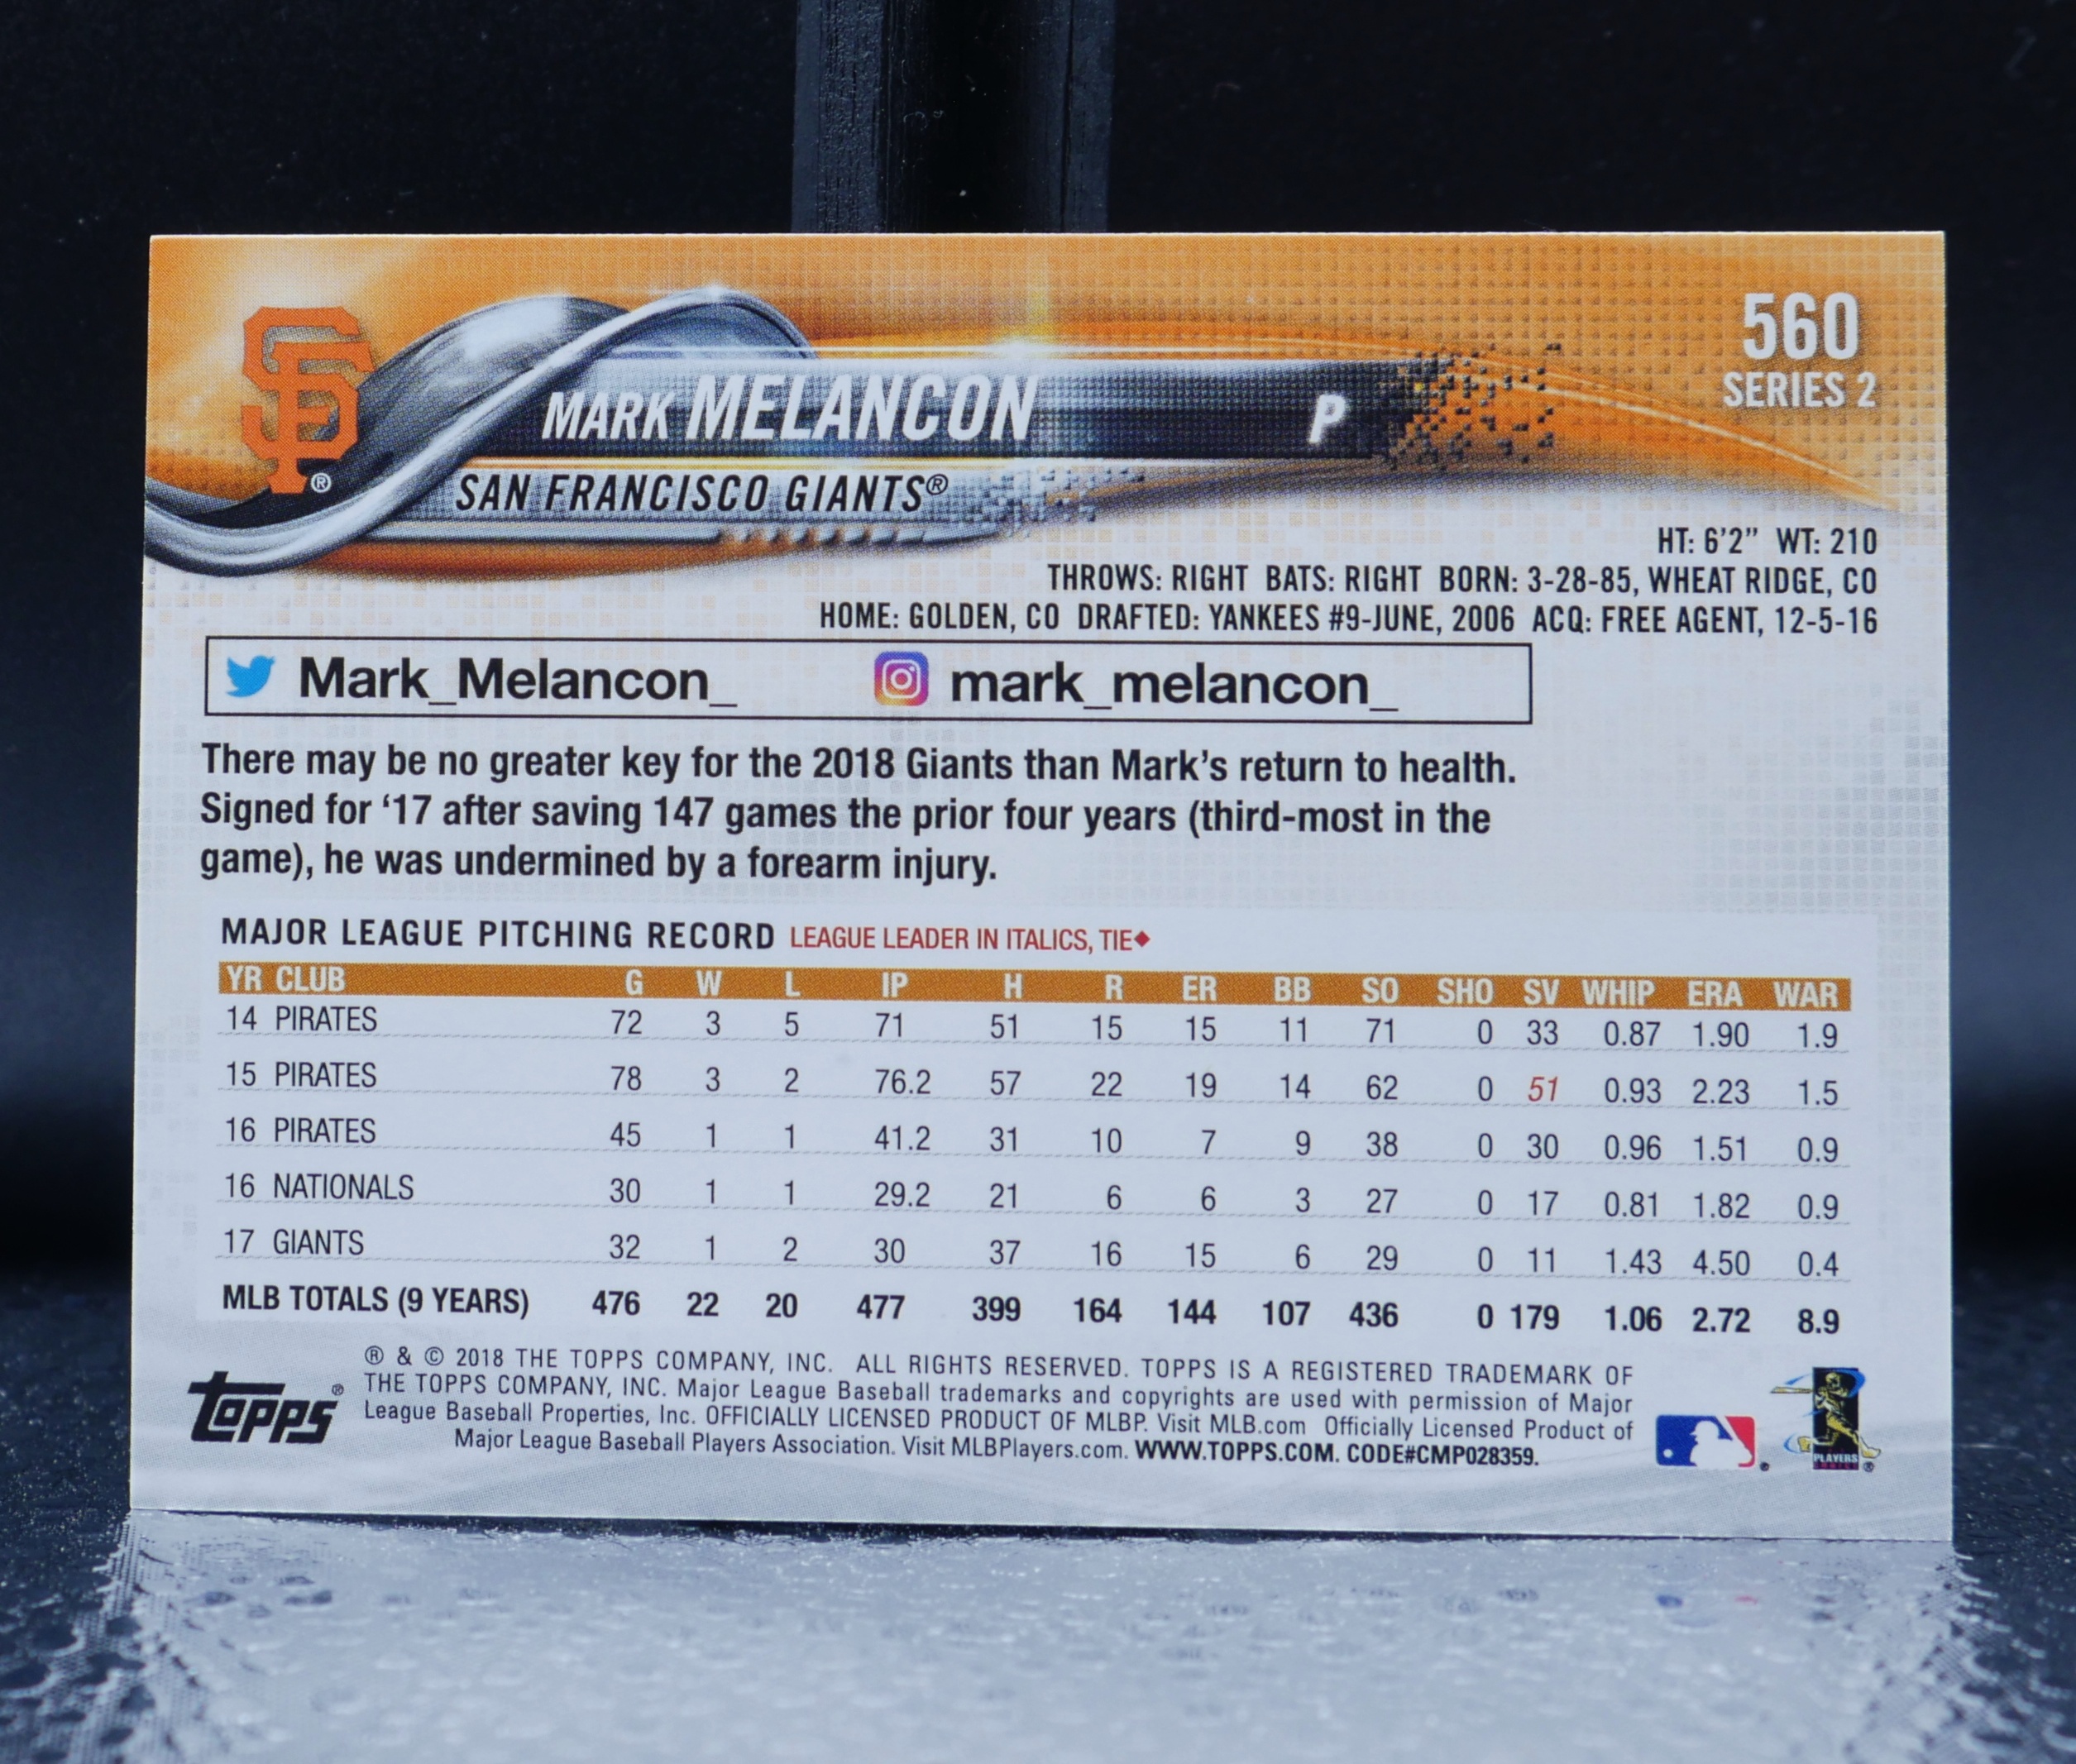 560
SERIES 2
SF ®
MARK MELANCON P
SAN FRANCISCO GIANTS®
HT: 6'2" WT: 210
THROWS: RIGHT BATS: RIGHT BORN: 3-28-85, WHEAT RIDGE, CO
HOME: GOLDEN, CO DRAFTED: YANKEES #9-JUNE, 2006 ACQ: FREE AGENT, 12-5-16
Mark_Melancon_ mark_melancon_
There may be no greater key for the 2018 Giants than Mark's return to health.
Signed for ‘17 after saving 147 games the prior four years (third-most in the
game), he was undermined by a forearm injury.
MAJOR LEAGUE PITCHING RECORD LEAGUE LEADER IN ITALICS, TIE◆
YR CLUB G W L IP H R ER BB SO SHO SV WHIP ERA WAR
14 PIRATES 72 3 5 71 51 15 15 11 71 0 33 0.87 1.90 1.9
15 PIRATES 78 3 2 76.2 57 22 19 14 62 0 51 0.93 2.23 1.5
16 PIRATES 45 1 1 41.2 31 10 7 9 38 0 30 0.96 1.51 0.9
16 NATIONALS 30 1 1 29.2 21 6 6 3 27 0 17 0.81 1.82 0.9
17 GIANTS 32 1 2 30 37 16 15 6 29 0 11 1.43 4.50 0.4
MLB TOTALS (9 YEARS) 476 22 20 477 399 164 144 107 436 0 179 1.06 2.72 8.9
® & © 2018 THE TOPPS COMPANY, INC. ALL RIGHTS RESERVED. TOPPS IS A REGISTERED TRADEMARK OF
THE TOPPS COMPANY, INC. Major League Baseball trademarks and copyrights are used with permission of Major
League Baseball Properties, Inc. OFFICIALLY LICENSED PRODUCT OF MLBP. Visit MLB.com Officially Licensed Product of
Major League Baseball Players Association. Visit MLBPlayers.com. WWW.TOPPS.COM. CODE#CMP028359.
Topps®
PLAYERS ®